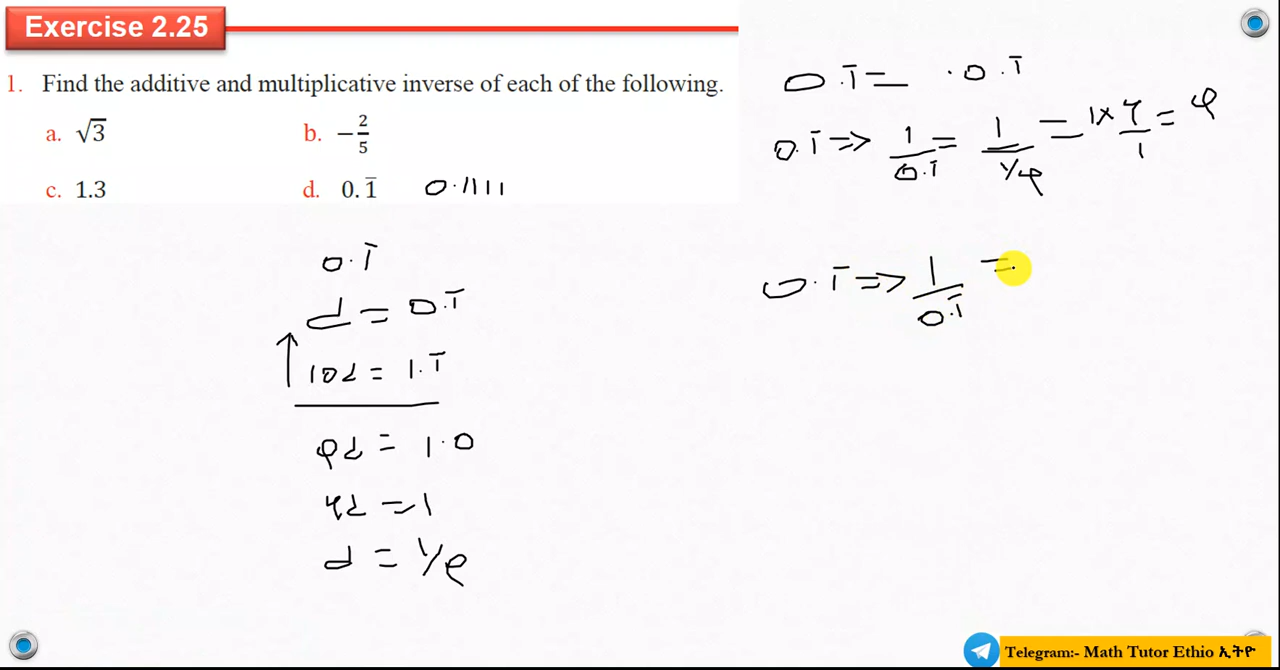 Exercise 2.25
1. Find the additive and multiplicative inverse of each of the following.
a. √3 b. −2/5
c. 1.3 d. 0.1̄ 0.1111
0.1̄
d = 0.1̄
10d = 1.1̄
9d = 1.0
9d = 1
d = 1/9
0.1̄ = -0.1̄
0.1̄ ⇒ 1/0.1̄ = 1/(1/9) = 1 × 9/1 = 9
0.1̄ ⇒ 1/0.1̄ =
Telegram:- Math Tutor Ethio ኢትዮ